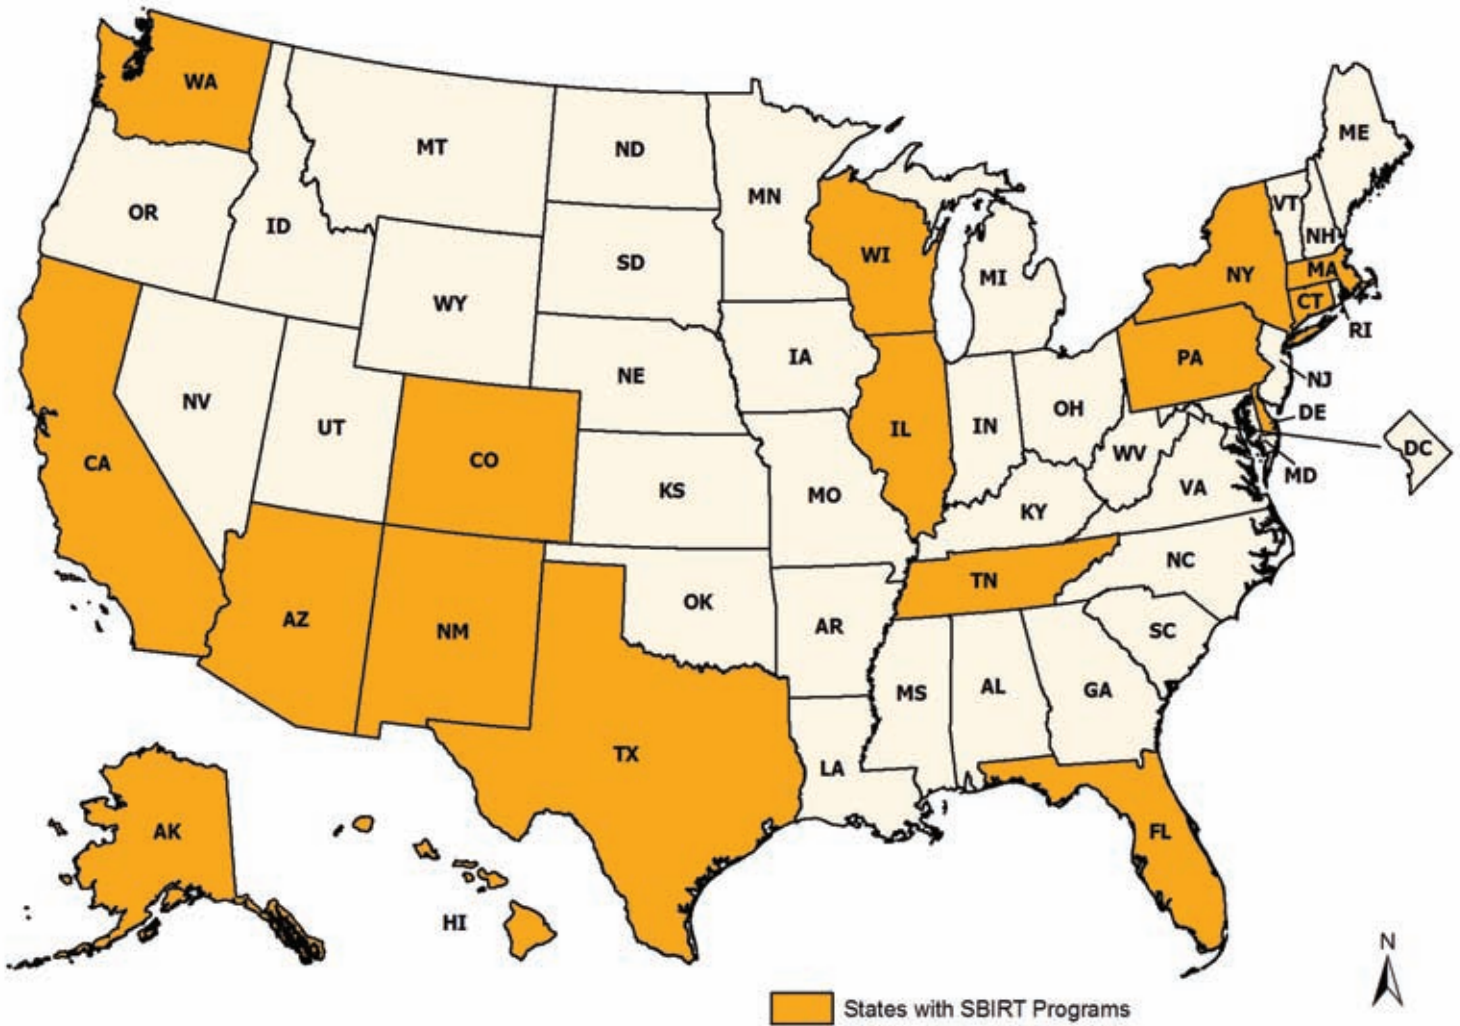 WA
MT
ND
MN
ME
OR
ID
SD
WI
MI
VT
NH
NY
MA
CT
RI
WY
IA
PA
NJ
NE
NV
UT
CO
IL
IN
OH
DE
DC
CA
KS
MO
WV
MD
VA
KY
AZ
NM
OK
AR
TN
NC
SC
MS
AL
GA
TX
LA
AK
HI
FL
N
States with SBIRT Programs